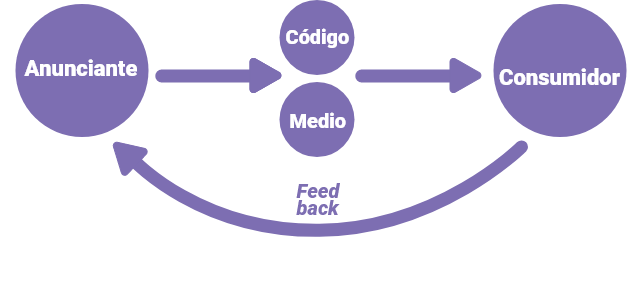 Anunciante
Código
Medio
Consumidor
Feed
back